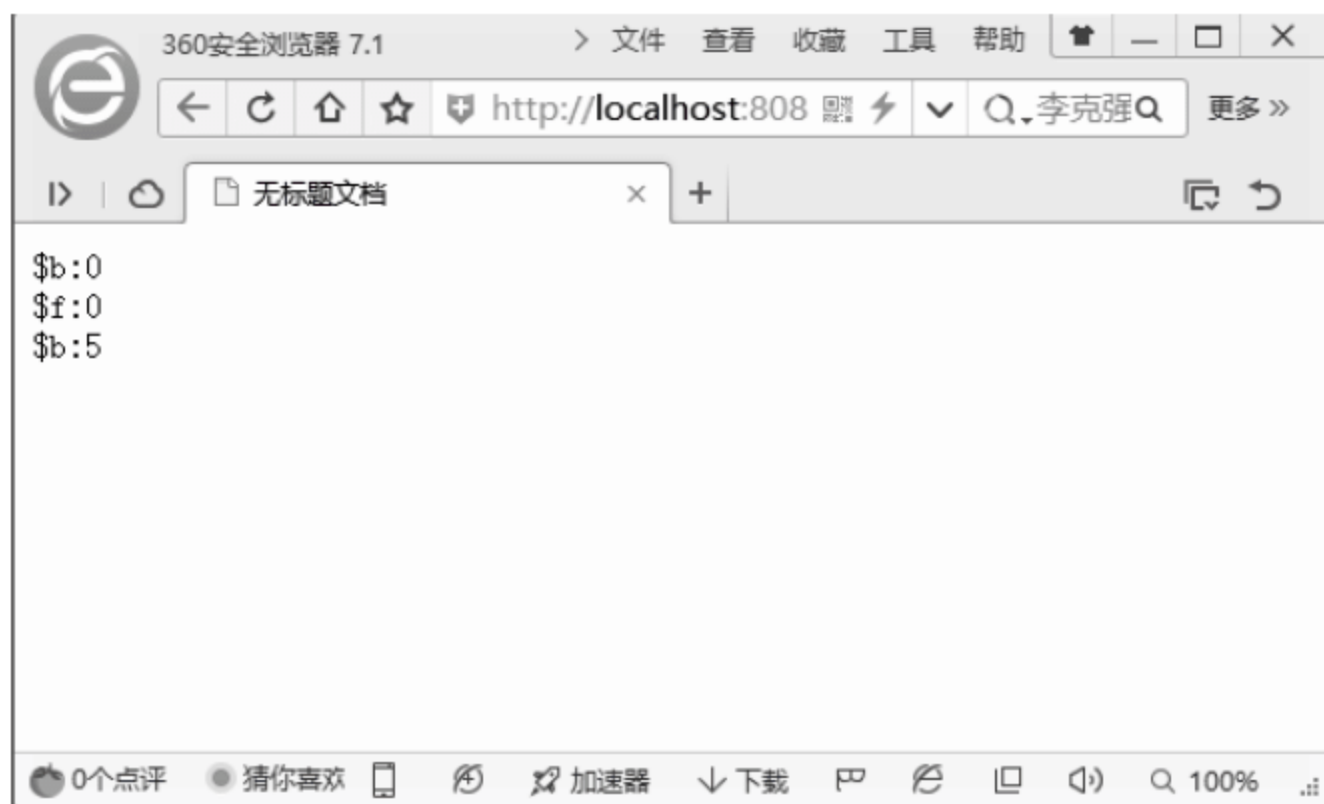 360安全浏览器 7.1
> 文件 查看 收藏 工具 帮助
http://localhost:808 李克强 更多 »
无标题文档
$b:0
$f:0
$b:5
0个点评 猜你喜欢 加速器 下载 100%